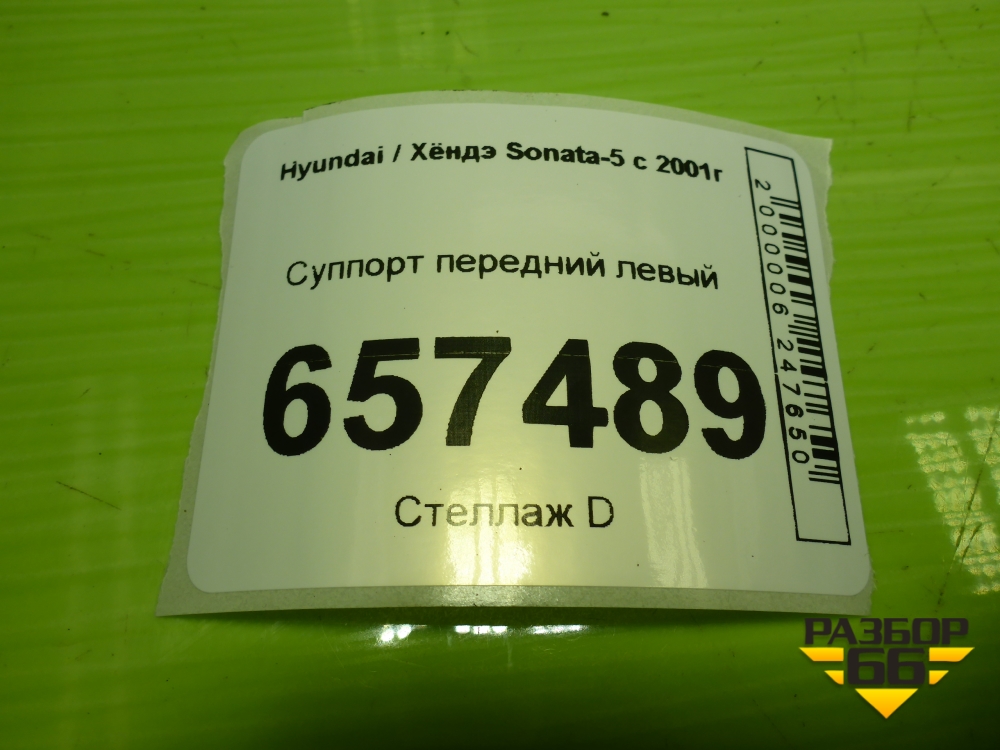 Hyundai / Хёндэ Sonata-5 с 2001г
Суппорт передний левый
657489
Стеллаж D
2000006247650
РАЗБОР
66